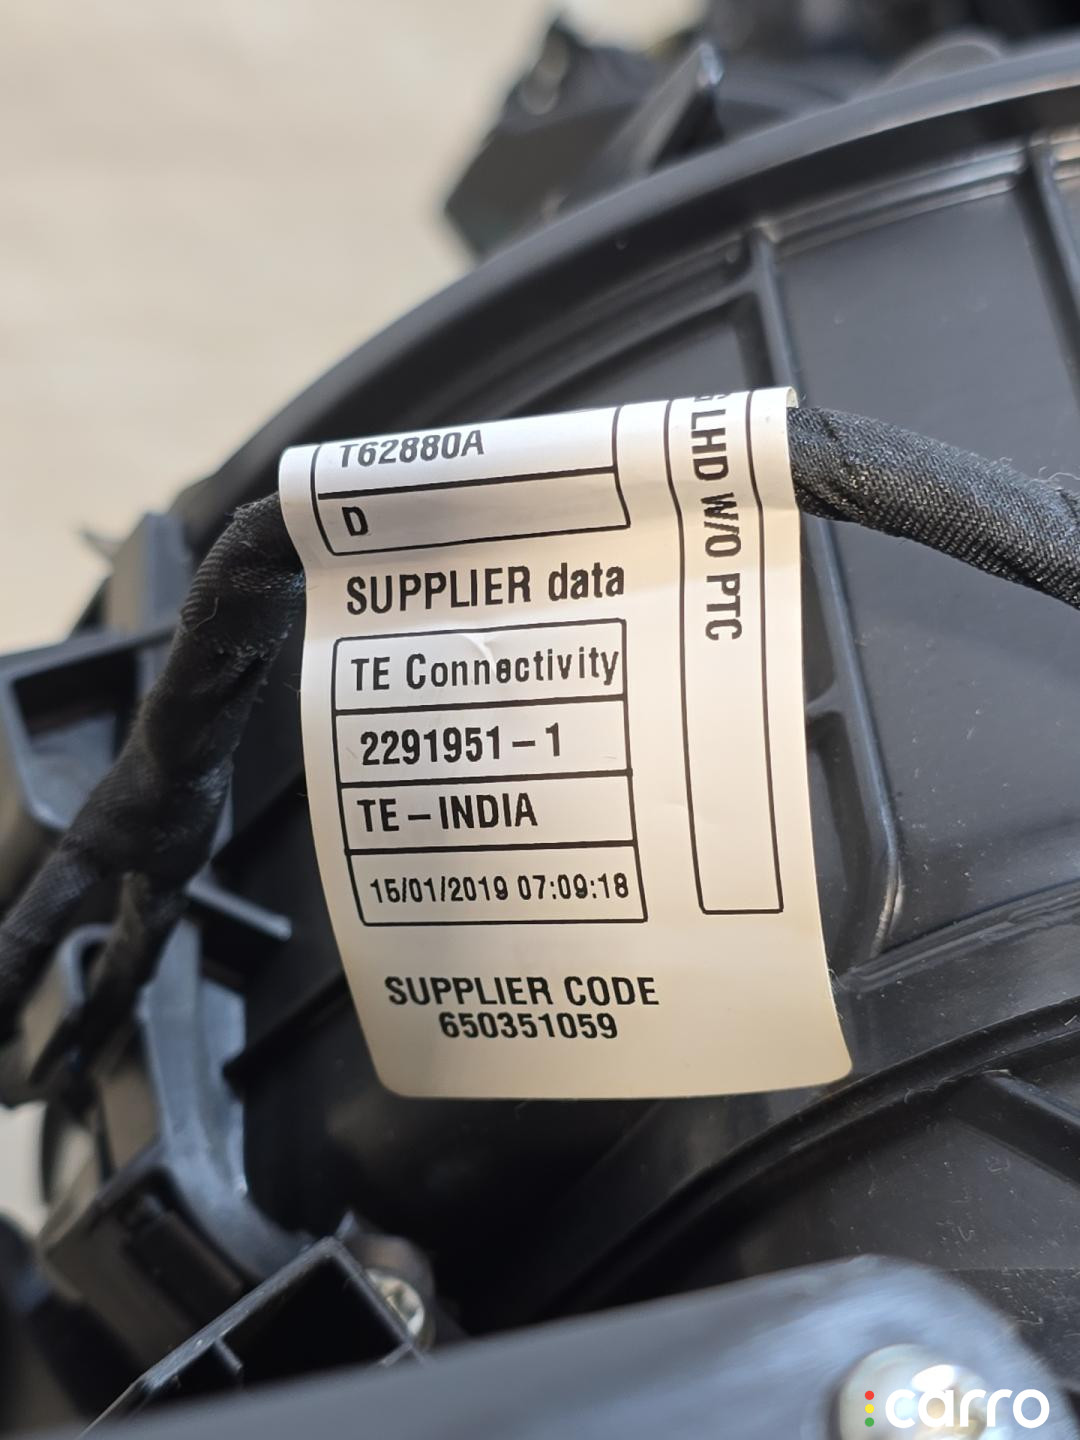 T62880A
D
SUPPLIER data
TE Connectivity
2291951-1
TE-INDIA
15/01/2019 07:09:18
SUPPLIER CODE
650351059
LHD W/O PTC
carro